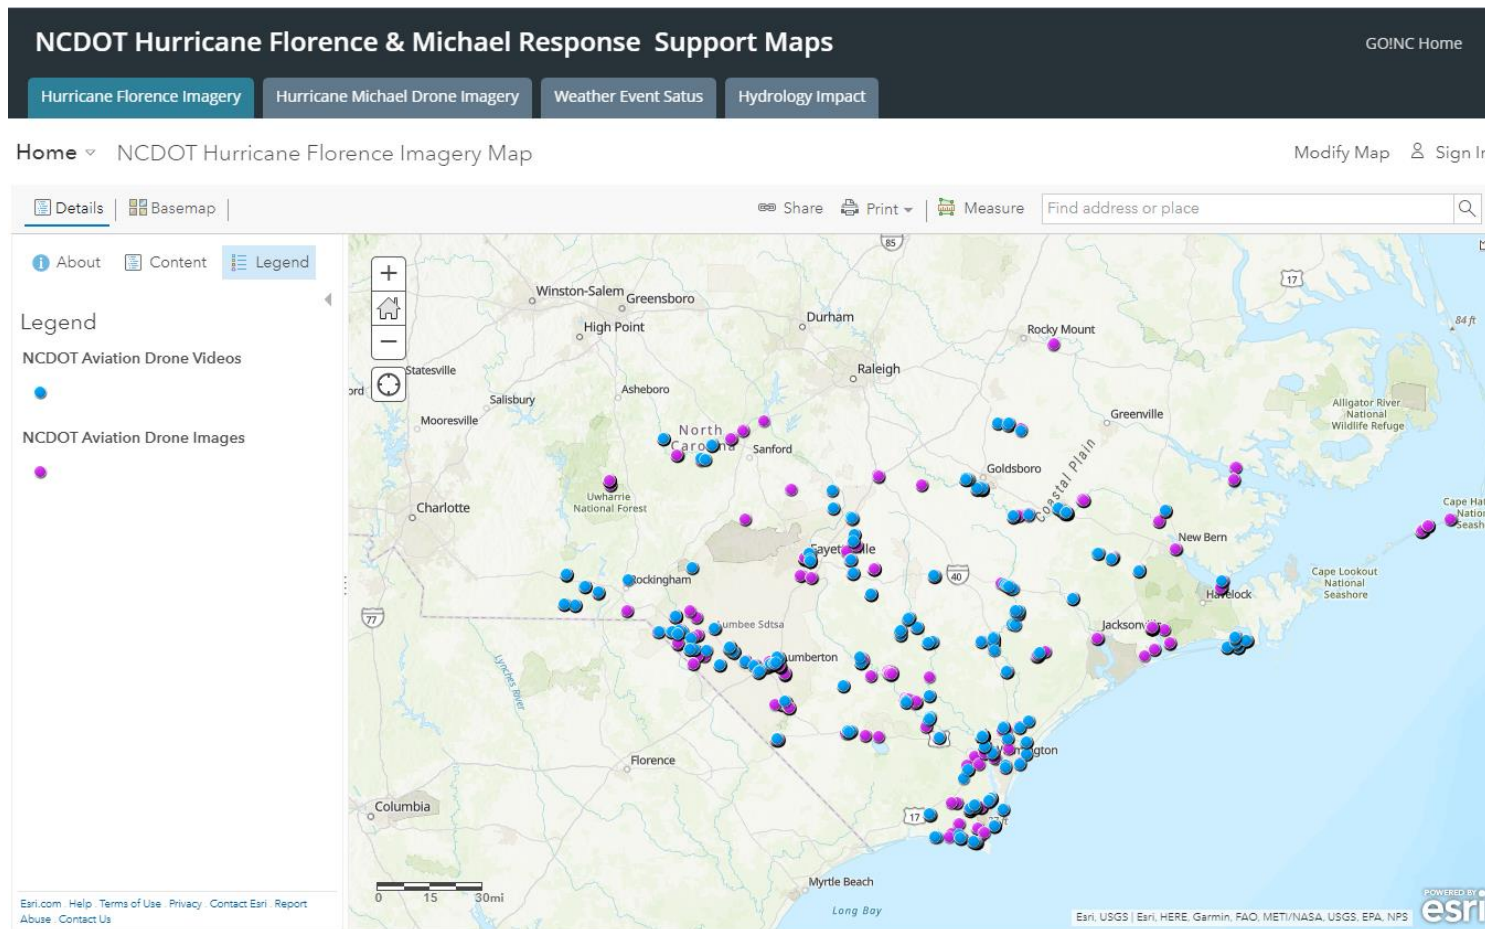 NCDOT Hurricane Florence & Michael Response Support Maps
GO!NC Home
Hurricane Florence Imagery
Hurricane Michael Drone Imagery
Weather Event Satus
Hydrology Impact
Home
NCDOT Hurricane Florence Imagery Map
Modify Map
Sign In
Details
Basemap
Share
Print
Measure
Find address or place
About
Content
Legend
Legend
NCDOT Aviation Drone Videos
NCDOT Aviation Drone Images
Esri.com . Help . Terms of Use . Privacy . Contact Esri . Report
Abuse . Contact Us
+
−
85
17
Winston-Salem
Greensboro
High Point
Durham
Rocky Mount
84 ft
Statesville
Raleigh
Asheboro
Salisbury
Mooresville
Greenville
Alligator River
National
Wildlife Refuge
North
Carolina
Sanford
Goldsboro
Coastal Plain
Uwharrie
National Forest
Charlotte
New Bern
Fayetteville
40
Cape Lookout
National
Seashore
Rockingham
Havelock
77
Lumbee Sdtsa
Jacksonville
Lumberton
Lynches River
Wilmington
Florence
Columbia
17
Myrtle Beach
Long Bay
0 15 30mi
Esri, USGS | Esri, HERE, Garmin, FAO, METI/NASA, USGS, EPA, NPS
POWERED BY
esri